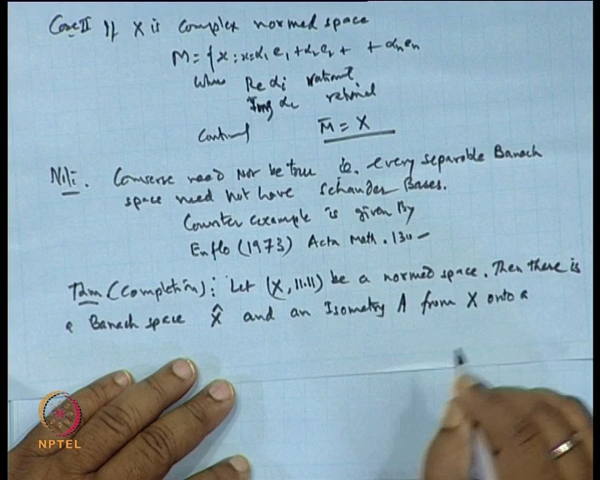 Case II If X is complex normed space
M = {x : x = α1 e1 + α2 e2 + + αn en
where Re αi rational
Img αi rational
Continued M̄ = X
Note. Converse need not be true ie. every separable Banach
space need not have Schauder Bases.
Counter example is given by
Enflo (1973) Acta Math. 130 –
Thm (Completion): Let (X, ||.||) be a normed space. Then there is
a Banach space X̂ and an Isometry A from X onto a
NPTEL